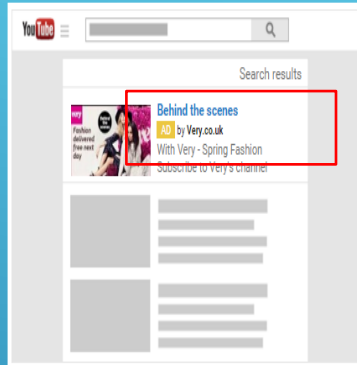 YouTube
Search results
very
Fashion
delivered
free next
day
Behind the scenes
AD by Very.co.uk
With Very - Spring Fashion
Subscribe to Very's channel